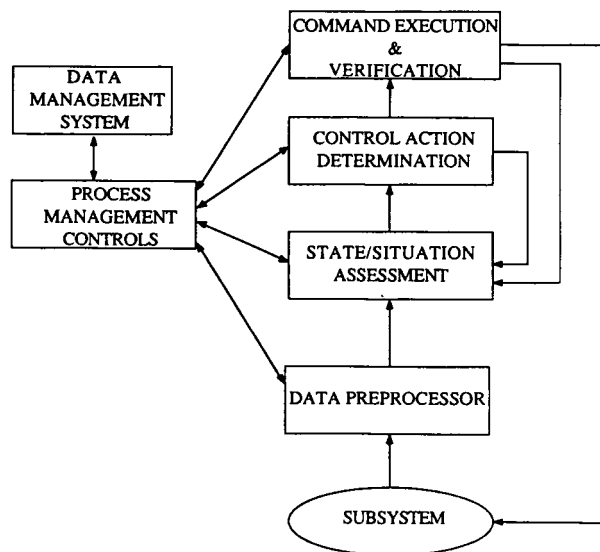 COMMAND EXECUTION
&
VERIFICATION
DATA
MANAGEMENT
SYSTEM
CONTROL ACTION
DETERMINATION
PROCESS
MANAGEMENT
CONTROLS
STATE/SITUATION
ASSESSMENT
DATA PREPROCESSOR
SUBSYSTEM